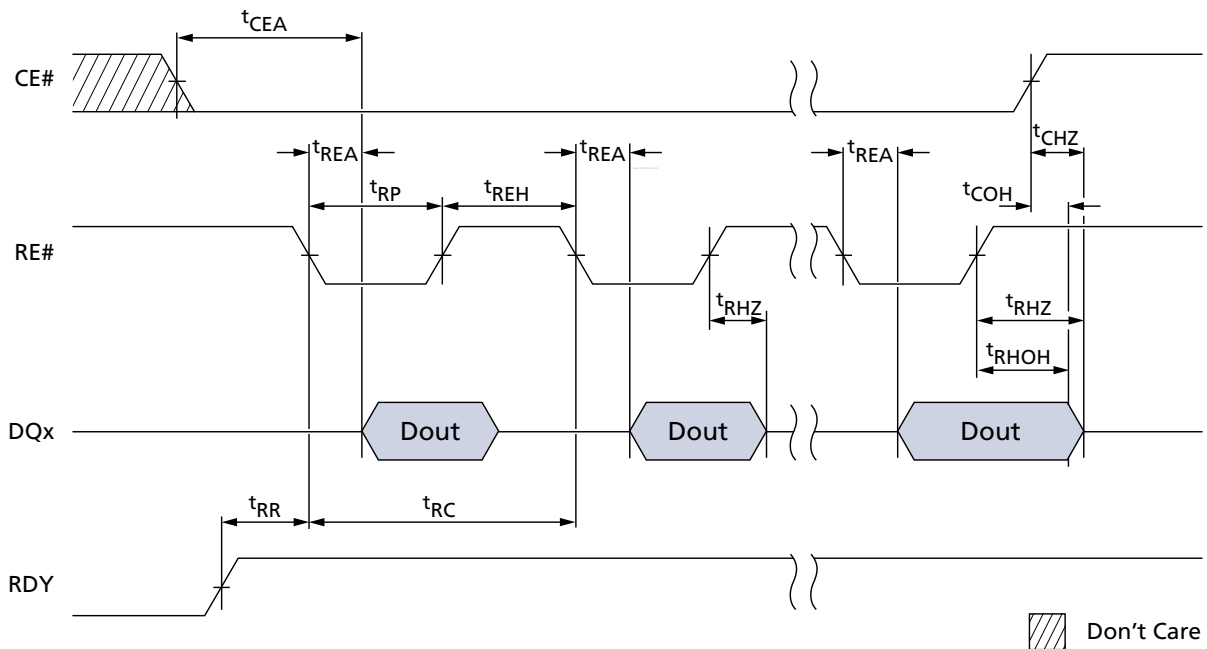 tCEA
CE#
tREA
tREA
tREA
tCHZ
tRP
tREH
tCOH
RE#
tRHZ
tRHZ
tRHOH
DQx
Dout
Dout
Dout
tRR
tRC
RDY
Don't Care